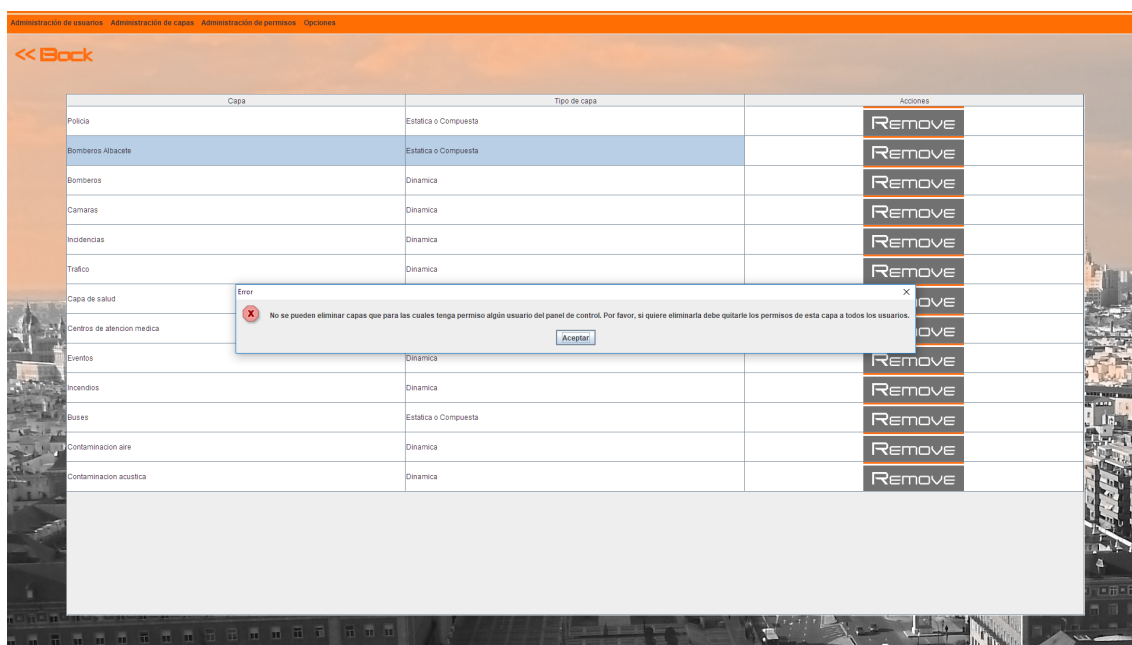 Administración de usuarios Administración de capas Administración de permisos Opciones
<< Back
Capa Tipo de capa Acciones
Policia Estatica o Compuesta Remove
Bomberos Albacete Estatica o Compuesta Remove
Bomberos Dinamica Remove
Camaras Dinamica Remove
Incidencias Dinamica Remove
Trafico Dinamica Remove
Error
Capa de salud
No se pueden eliminar capas que para las cuales tenga permiso algún usuario del panel de control. Por favor, si quiere eliminarla debe quitarle los permisos de esta capa a todos los usuarios.
Centros de atencion medica
Aceptar
Eventos Dinamica Remove
Incendios Dinamica Remove
Buses Estatica o Compuesta Remove
Contaminacion aire Dinamica Remove
Contaminacion acustica Dinamica Remove